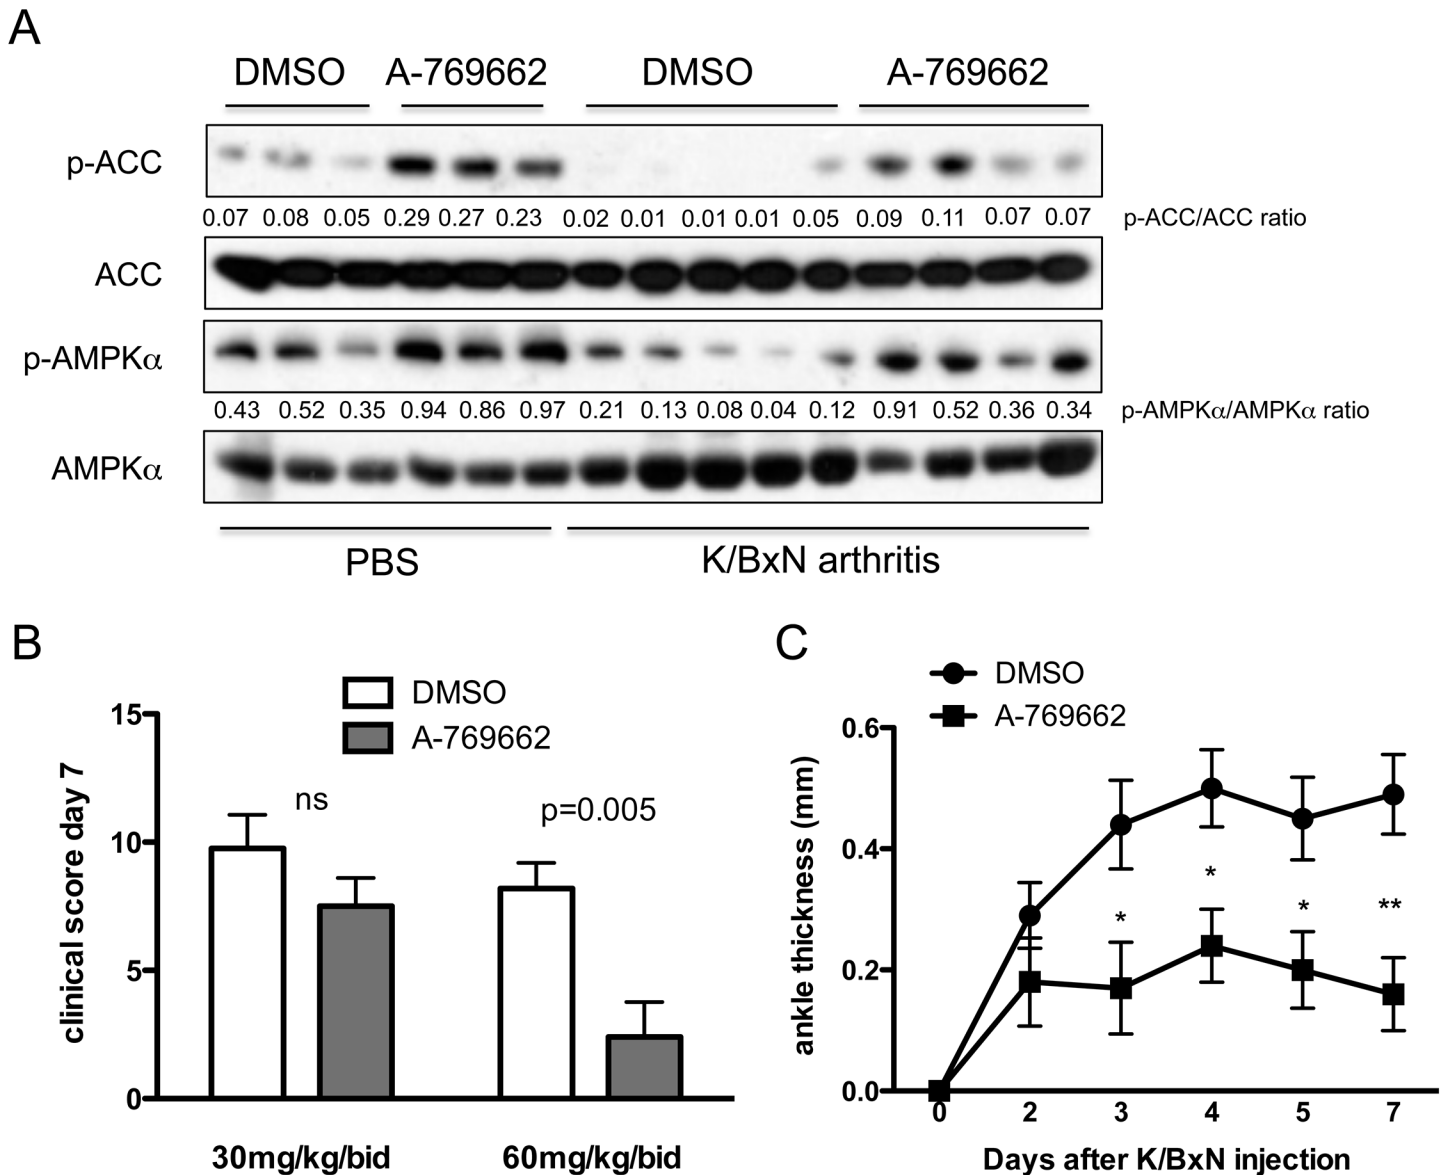 A
DMSO A-769662 DMSO A-769662
p-ACC
0.07 0.08 0.05 0.29 0.27 0.23 0.02 0.01 0.01 0.01 0.05 0.09 0.11 0.07 0.07 p-ACC/ACC ratio
ACC
p-AMPKα
0.43 0.52 0.35 0.94 0.86 0.97 0.21 0.13 0.08 0.04 0.12 0.91 0.52 0.36 0.34 p-AMPKα/AMPKα ratio
AMPKα
PBS K/BxN arthritis
B
DMSO
A-769662
clinical score day 7
15
10
5
0
ns
p=0.005
30mg/kg/bid 60mg/kg/bid
C
DMSO
A-769662
ankle thickness (mm)
0.6
0.4
0.2
0.0
* * * **
0 2 3 4 5 7
Days after K/BxN injection